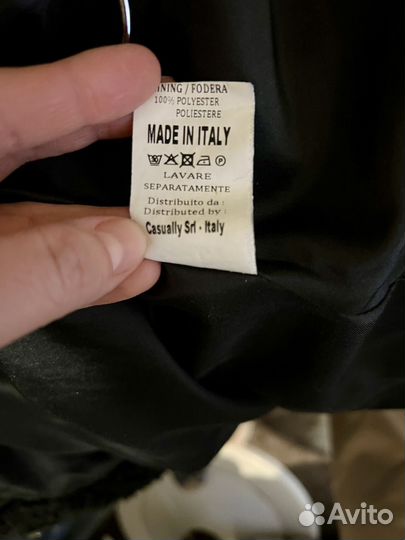 LINING / FODERA
100% POLYESTER
POLIESTERE
MADE IN ITALY
P
LAVARE
SEPARATAMENTE
Distribuito da :
Distributed by :
Casually Srl - Italy
Avito